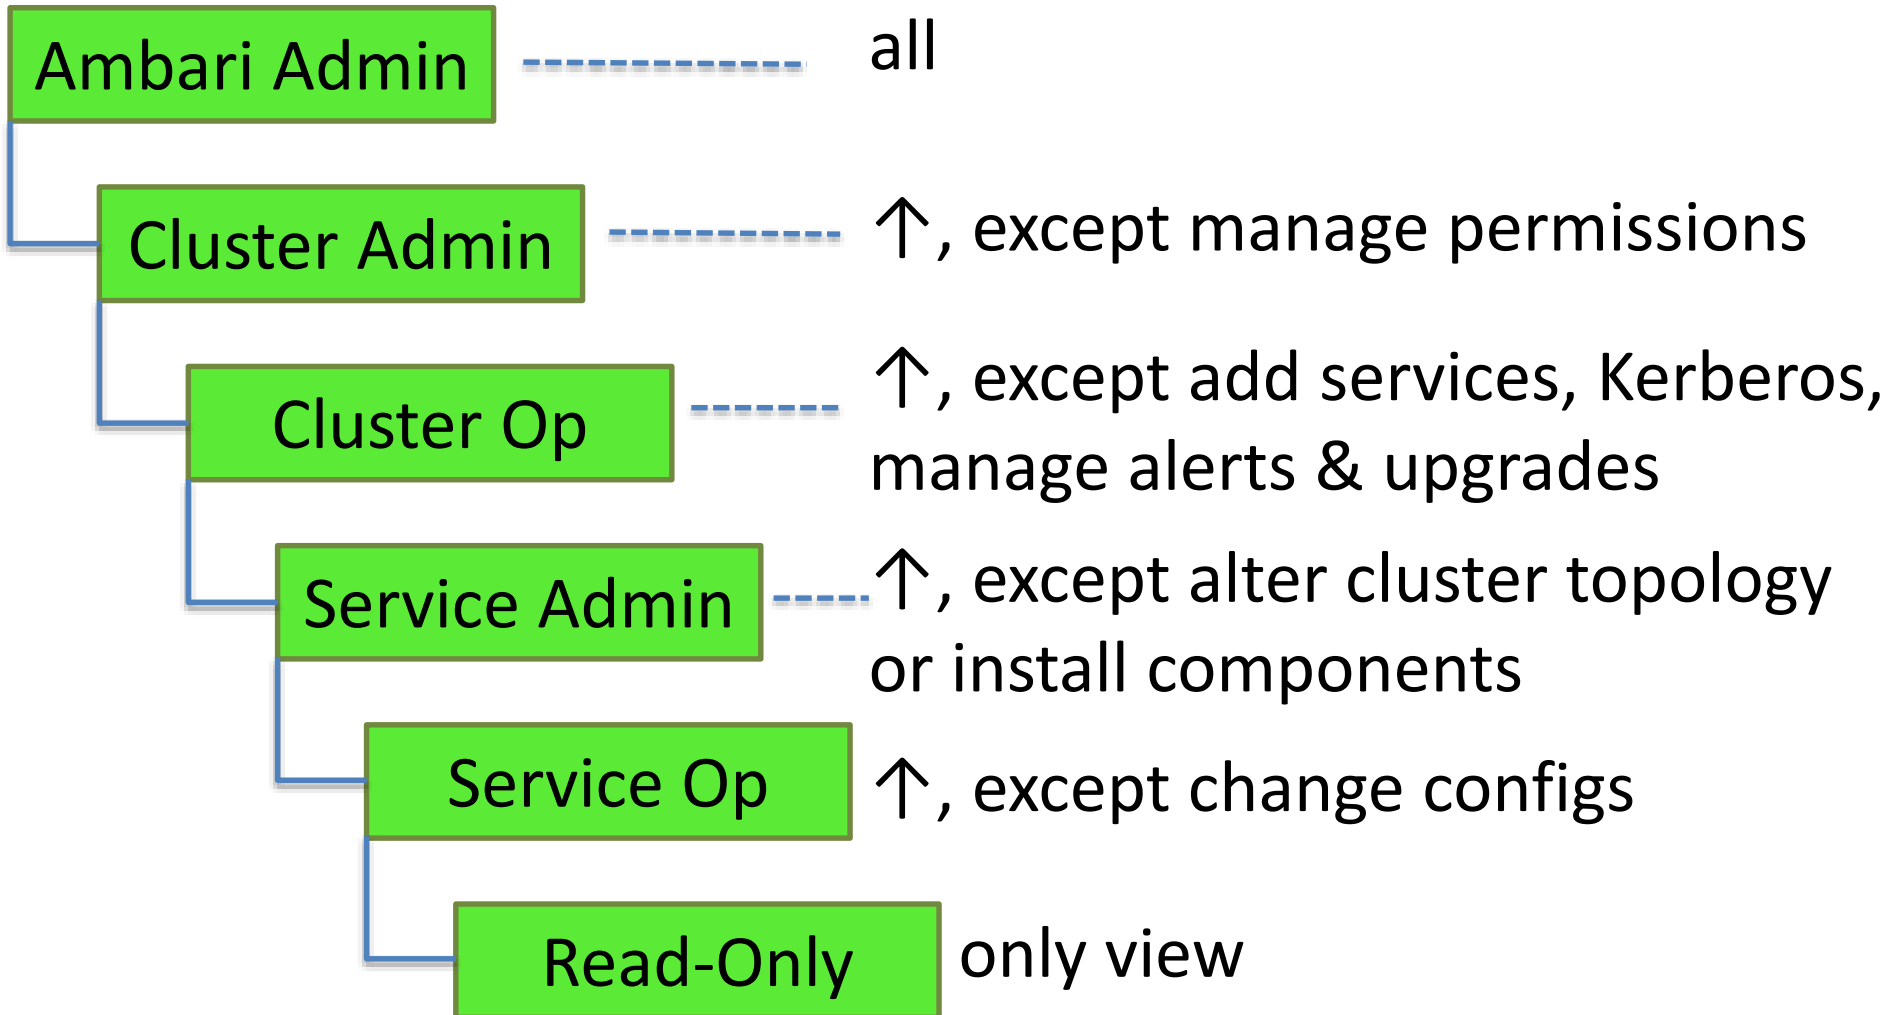 Ambari Admin
all
Cluster Admin
↑, except manage permissions
Cluster Op
↑, except add services, Kerberos,
manage alerts & upgrades
Service Admin
↑, except alter cluster topology
or install components
Service Op
↑, except change configs
Read-Only
only view